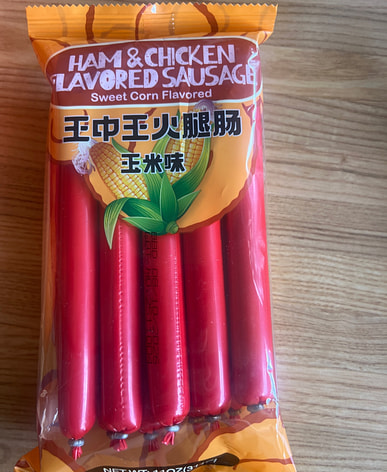 HAM & CHICKEN
FLAVORED SAUSAGE
Sweet Corn Flavored
王中王火腿肠
玉米味